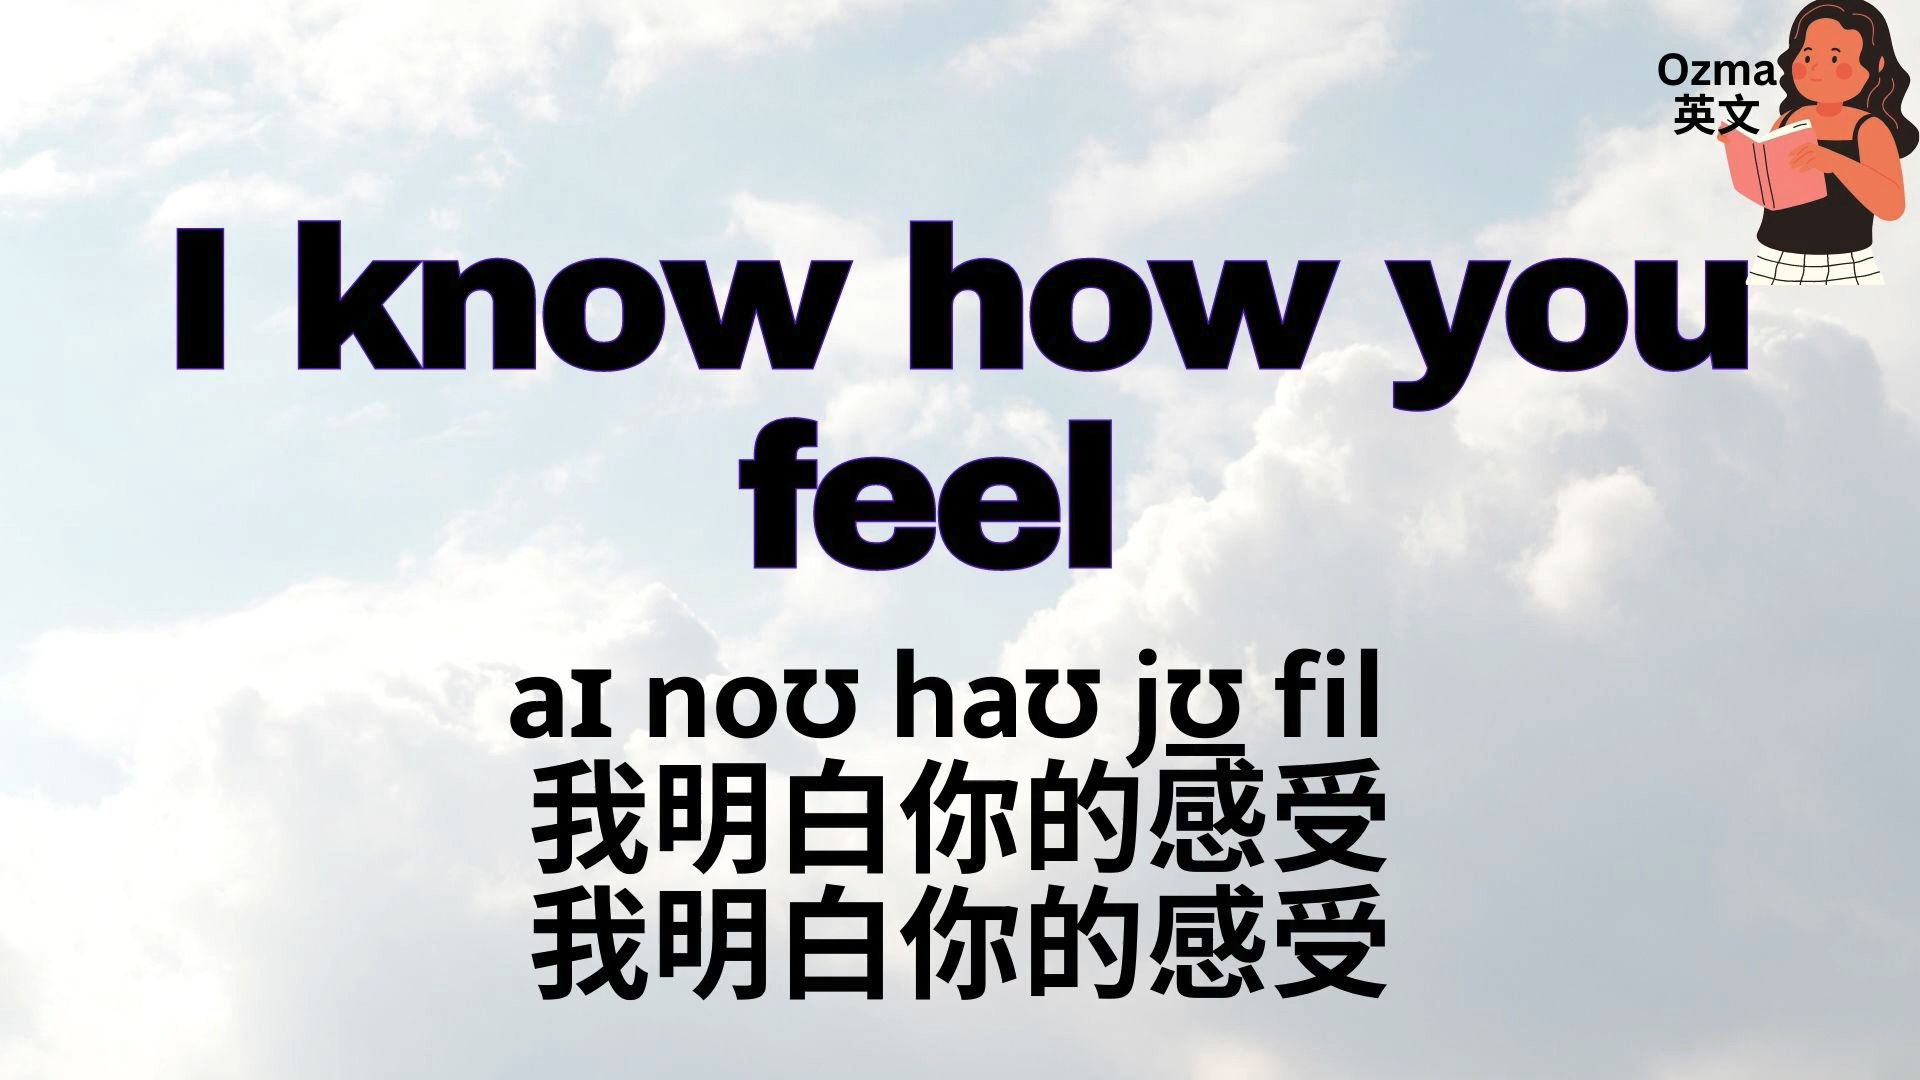 Ozma
英文
I know how you
feel
aɪ noʊ haʊ jʊ̲ fil
我明白你的感受
我明白你的感受